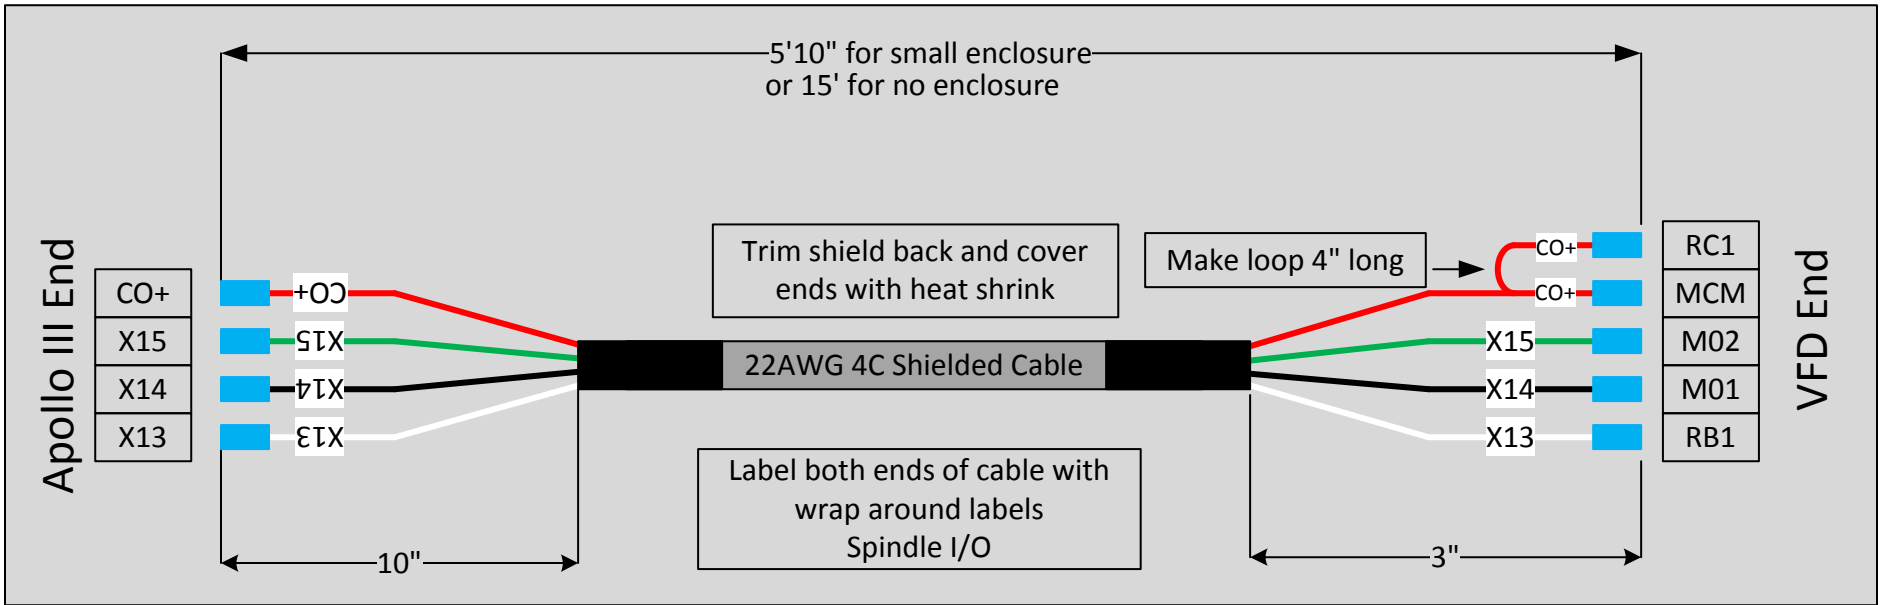 5'10" for small enclosure
or 15' for no enclosure
Apollo III End
CO+
X15
X14
X13
CO+
X15
X14
X13
Trim shield back and cover
ends with heat shrink
22AWG 4C Shielded Cable
Label both ends of cable with
wrap around labels
Spindle I/O
Make loop 4" long
CO+
CO+
X15
X14
X13
RC1
MCM
M02
M01
RB1
VFD End
10"
3"